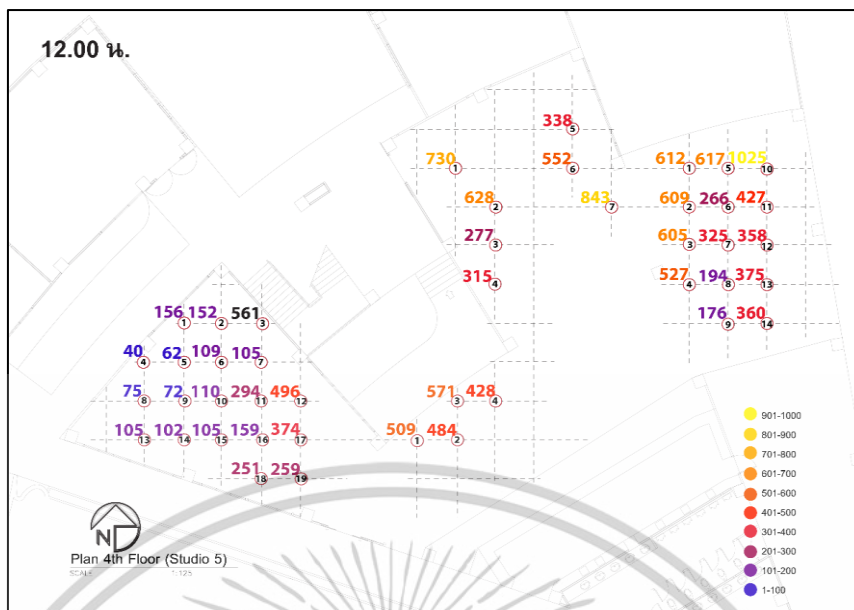 12.00 น.
338
5
730 552 612 617 1025
1 6 1 5 10
628 843 609 266 427
2 7 2 6 11
277 605 325 358
3 3 7 12
315 527 194 375
4 4 8 13
156 152 561 176 360
1 2 3 9 14
40 62 109 105
4 5 6 7
75 72 110 294 496 571 428
8 9 10 11 12 3 4
105 102 105 159 374 509 484
13 14 15 16 17 1 2
251 259
18 19
901-1000
801-900
701-800
601-700
501-600
401-500
301-400
201-300
101-200
1-100
N
Plan 4th Floor (Studio 5)
SCALE 1:125